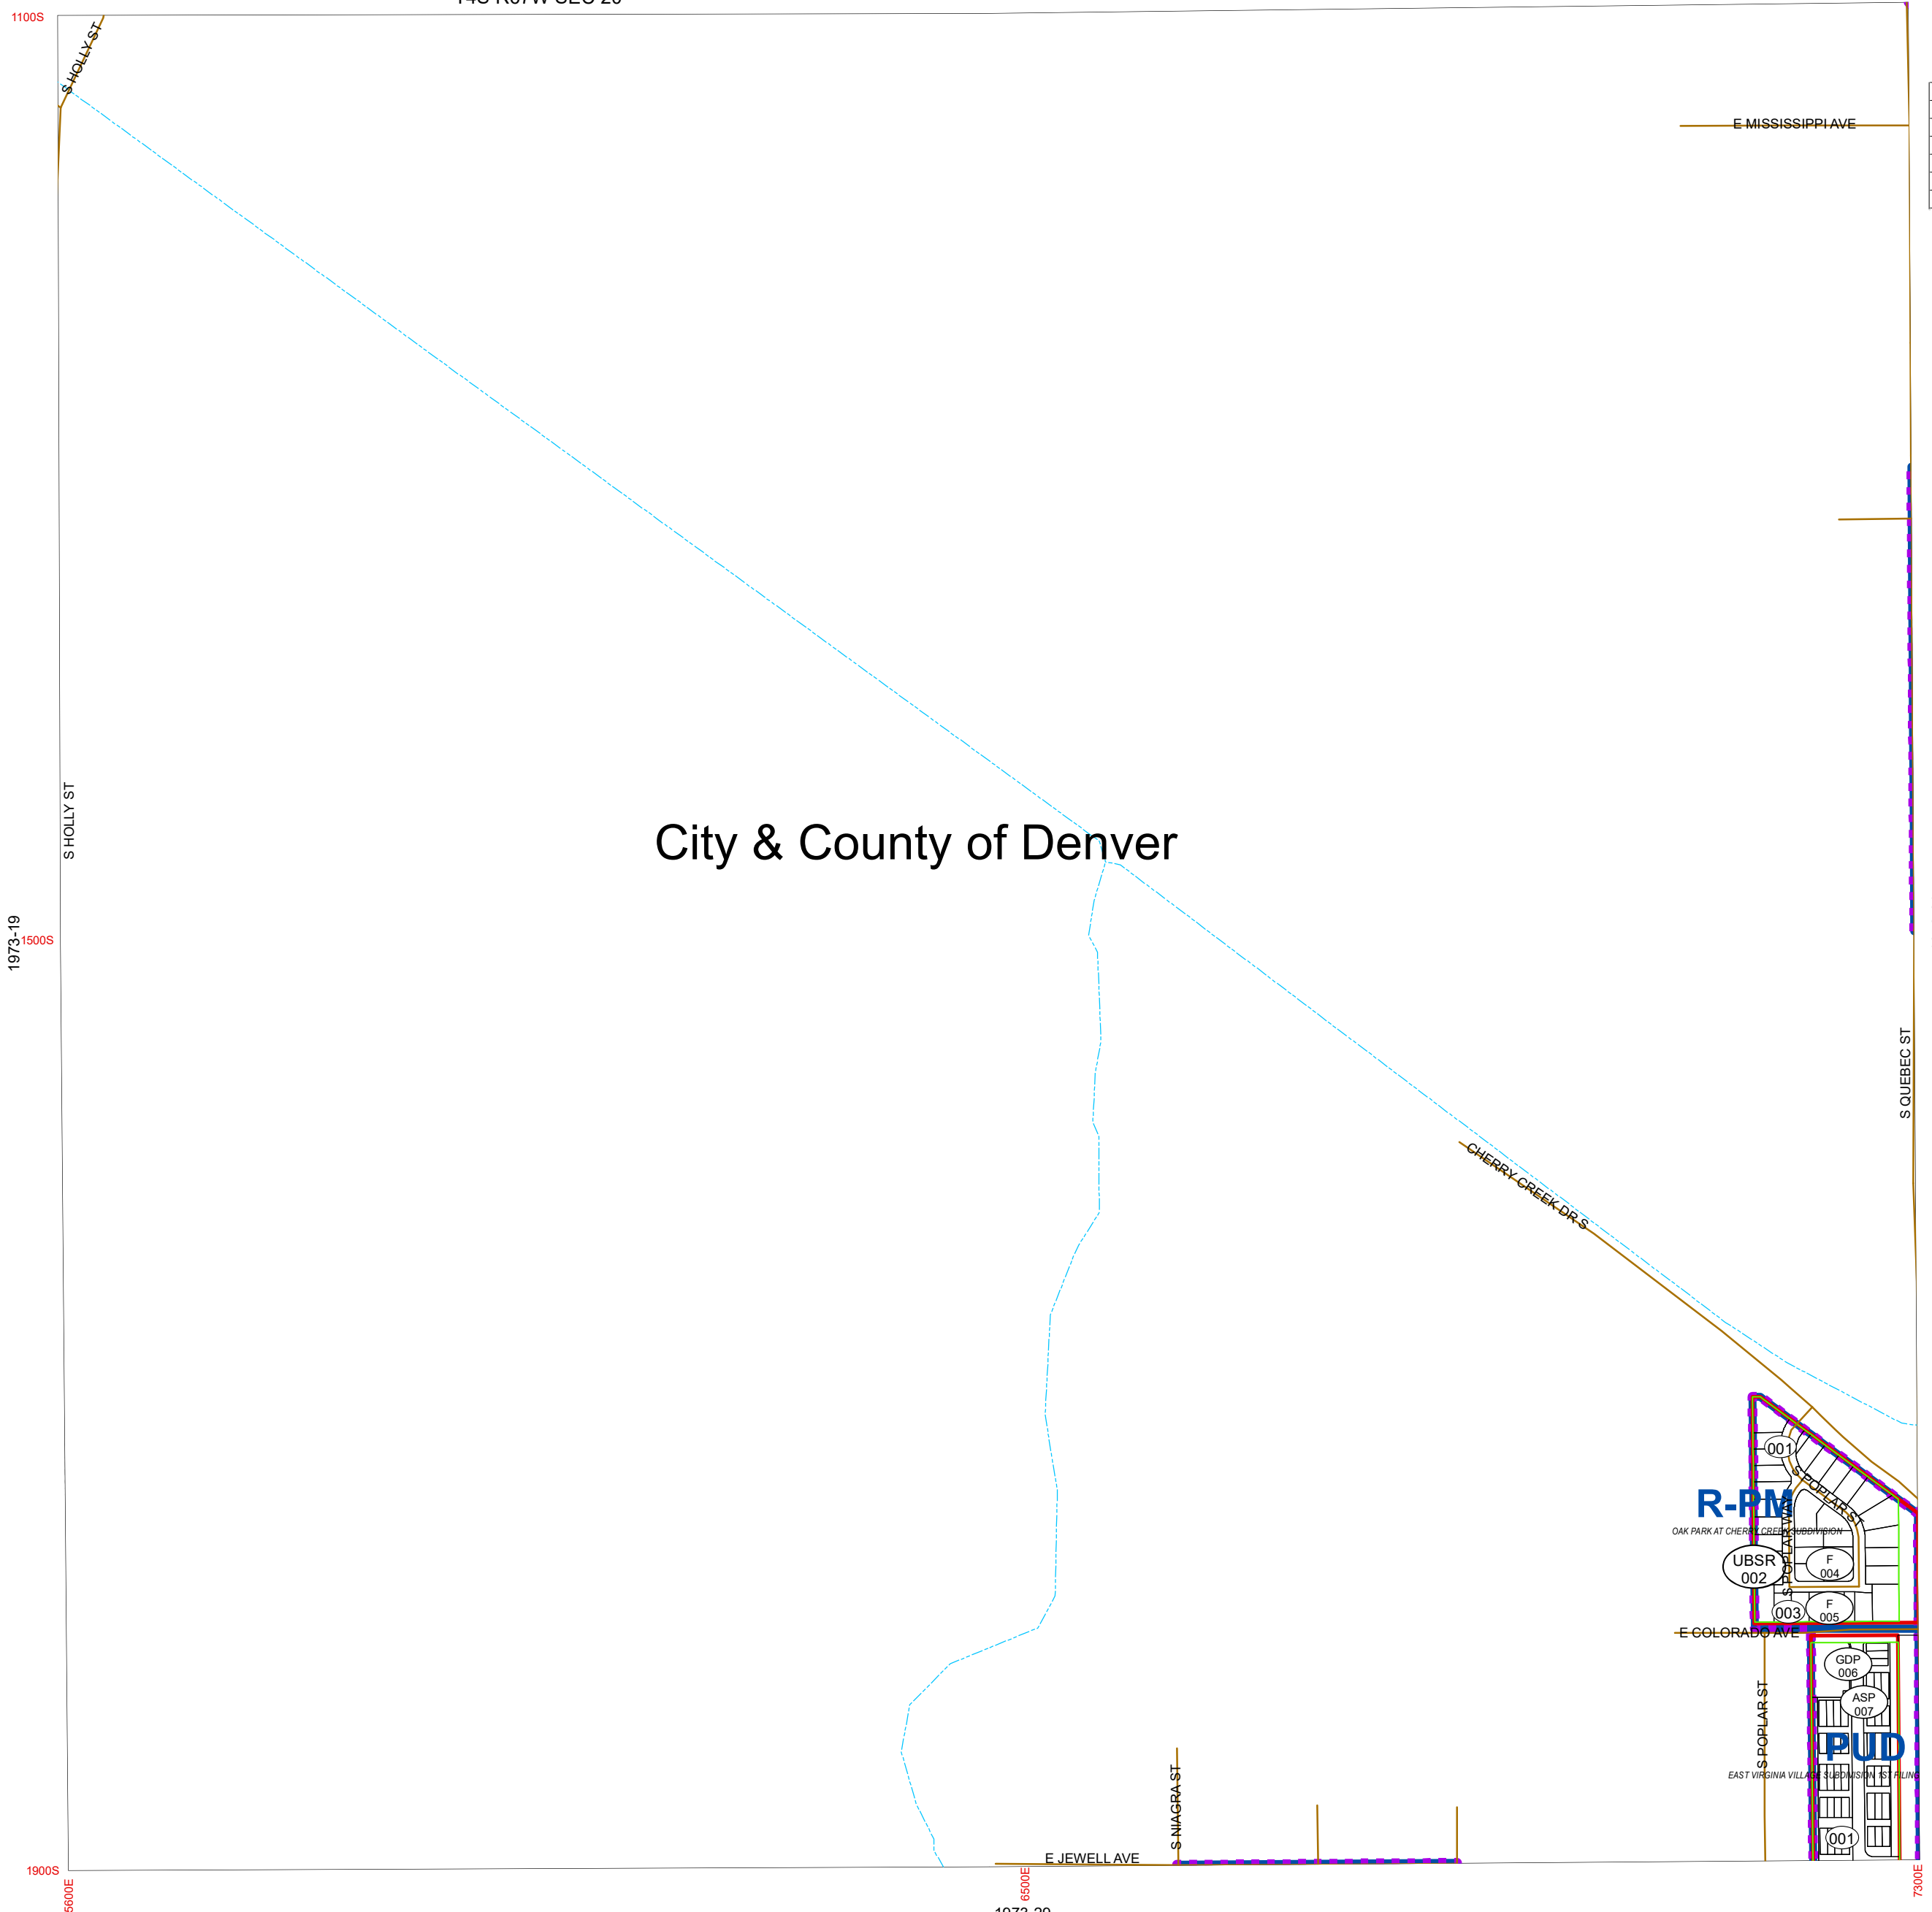 1100S
S HOLLY ST
E MISSISSIPPI AVE
S HOLLY ST
City & County of Denver
1973-19
1500S
S QUEBEC ST
CHERRY CREEK DR S
001
S POPLAR ST
R-PM
S POPLAR WAY
OAK PARK AT CHERRY CREEK SUBDIVISION
UBSR
002
F
004
003
F
005
E COLORADO AVE
GDP
006
ASP
007
S POPLAR ST
PUD
EAST VIRGINIA VILLAGE SUBDIVISION 1ST FILING
S NIAGRA ST
001
E JEWELL AVE
1900S
5600E
6500E
7300E